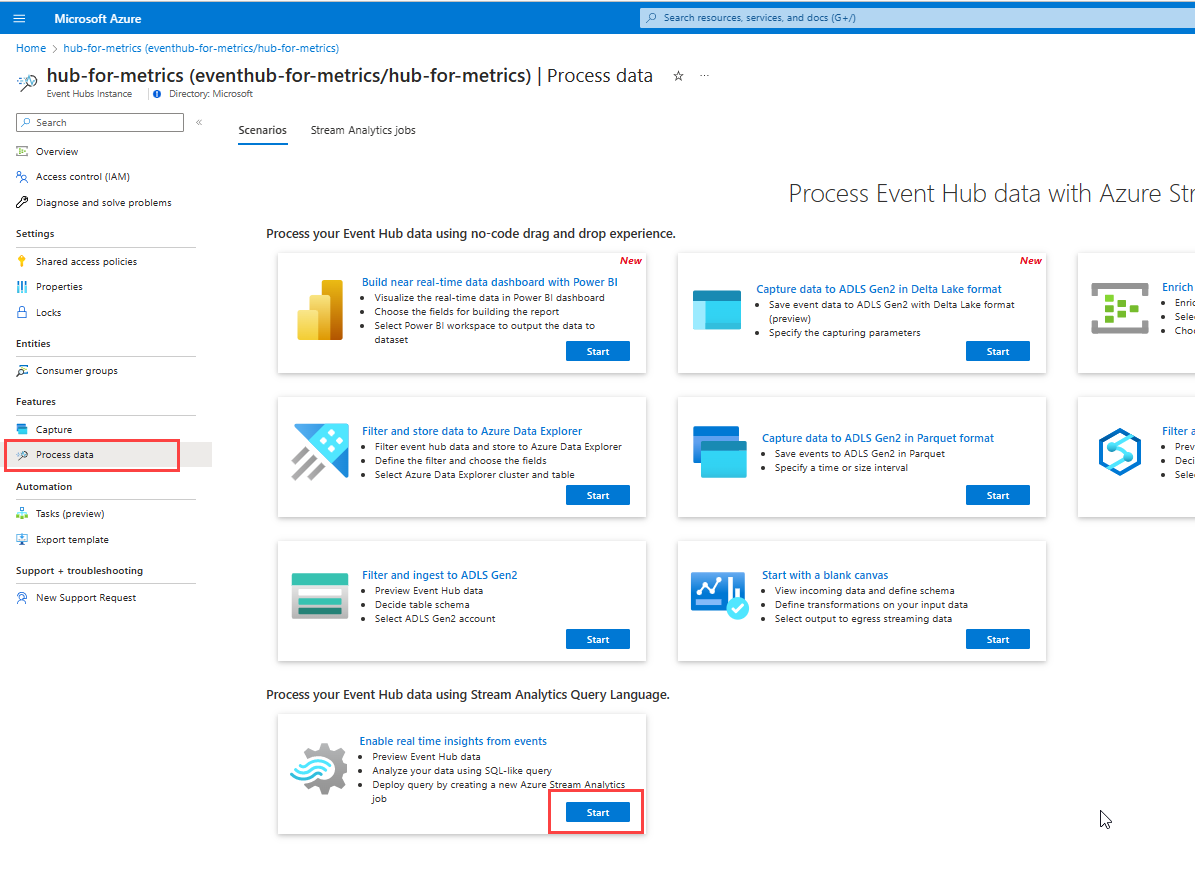 Microsoft Azure
Search resources, services, and docs (G+/)
Home > hub-for-metrics (eventhub-for-metrics/hub-for-metrics)
hub-for-metrics (eventhub-for-metrics/hub-for-metrics) | Process data
Event Hubs Instance
Directory: Microsoft
Search
Overview
Access control (IAM)
Diagnose and solve problems
Settings
Shared access policies
Properties
Locks
Entities
Consumer groups
Features
Capture
Process data
Automation
Tasks (preview)
Export template
Support + troubleshooting
New Support Request
Scenarios
Stream Analytics jobs
Process Event Hub data with Azure Str
Process your Event Hub data using no-code drag and drop experience.
New
Build near real-time data dashboard with Power BI
Visualize the real-time data in Power BI dashboard
Choose the fields for building the report
Select Power BI workspace to output the data to
dataset
Start
New
Capture data to ADLS Gen2 in Delta Lake format
Save event data to ADLS Gen2 with Delta Lake format
(preview)
Specify the capturing parameters
Start
Enrich
Enric
Selec
Choo
Filter and store data to Azure Data Explorer
Filter event hub data and store to Azure Data Explorer
Define the filter and choose the fields
Select Azure Data Explorer cluster and table
Start
Capture data to ADLS Gen2 in Parquet format
Save events to ADLS Gen2 in Parquet
Specify a time or size interval
Start
Filter a
Previ
Decid
Selec
Filter and ingest to ADLS Gen2
Preview Event Hub data
Decide table schema
Select ADLS Gen2 account
Start
Start with a blank canvas
View incoming data and define schema
Define transformations on your input data
Select output to egress streaming data
Start
Process your Event Hub data using Stream Analytics Query Language.
Enable real time insights from events
Preview Event Hub data
Analyze your data using SQL-like query
Deploy query by creating a new Azure Stream Analytics
job
Start